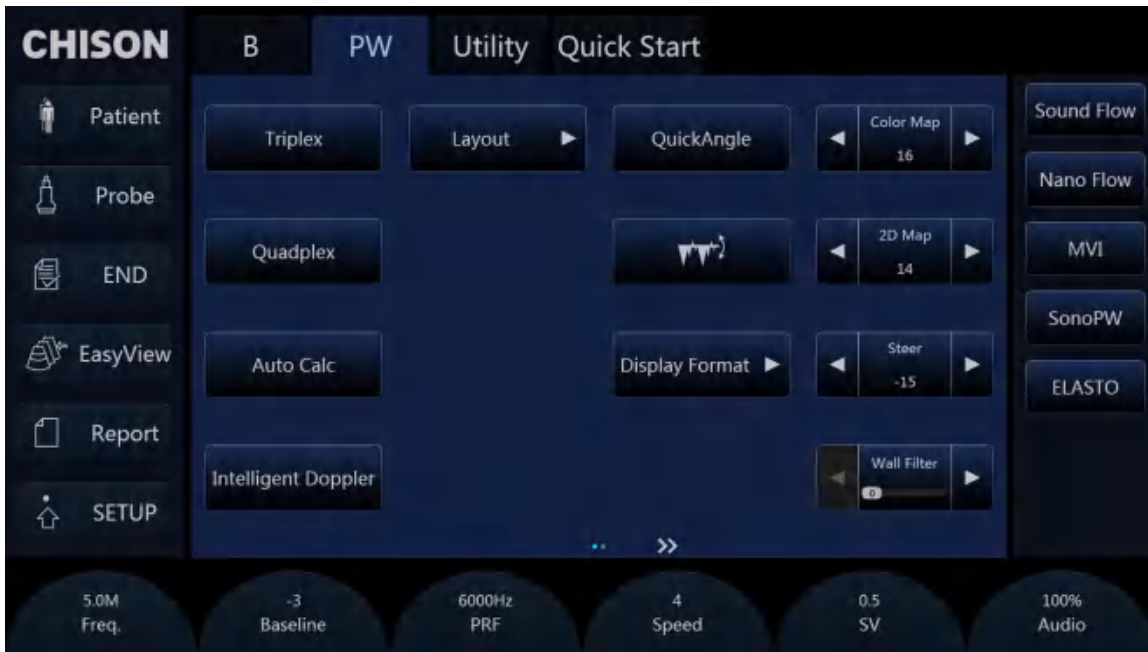 CHISON
B
PW
Utility
Quick Start
Patient
Probe
END
EasyView
Report
SETUP
Triplex
Layout
QuickAngle
Color Map
16
Quadplex
2D Map
14
Auto Calc
Display Format
Steer
-15
Intelligent Doppler
Wall Filter
0
Sound Flow
Nano Flow
MVI
SonoPW
ELASTO
5.0M
Freq.
-3
Baseline
6000Hz
PRF
4
Speed
0.5
SV
100%
Audio